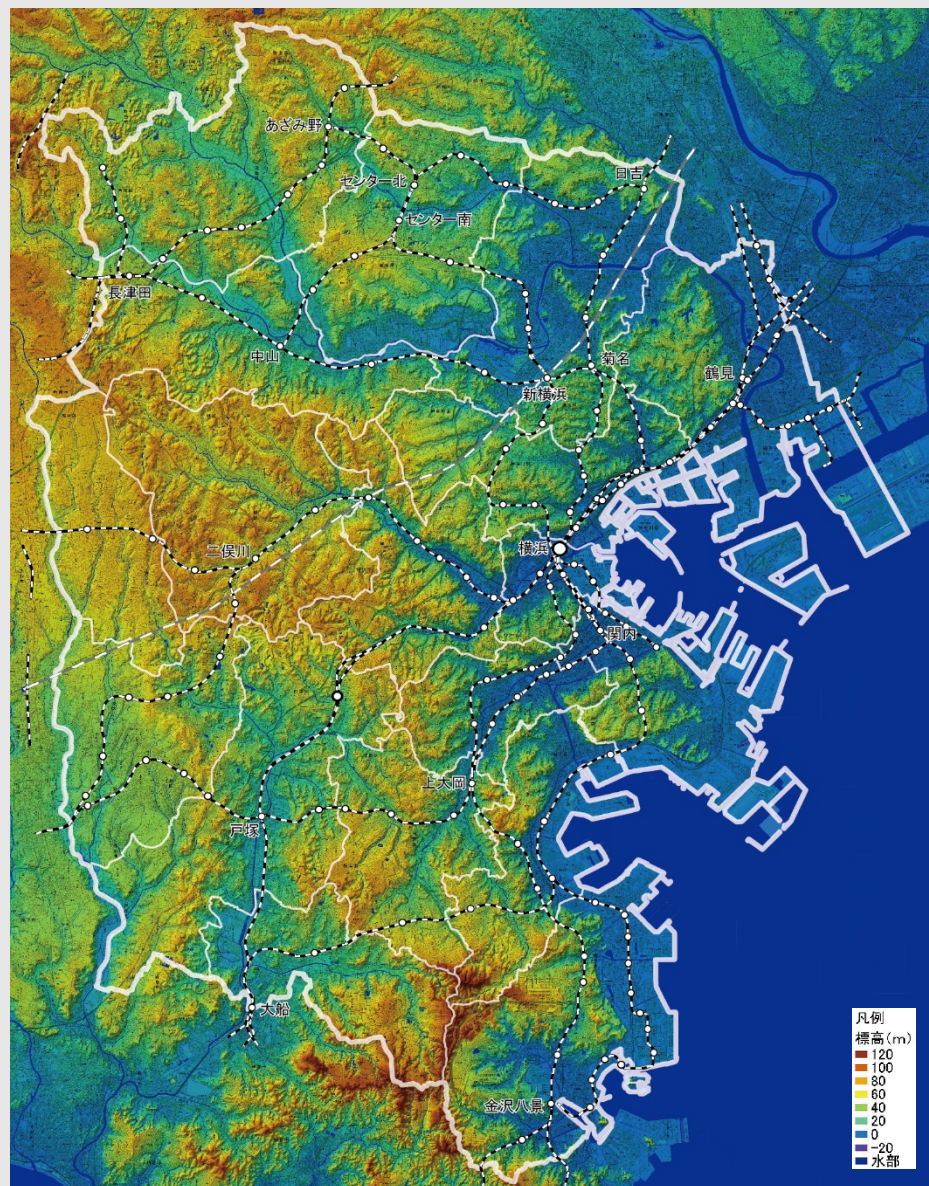 あざみ野
日吉
センター北
センター南
長津田
中山
菊名
鶴見
新横浜
横浜
二俣川
関内
上大岡
戸塚
大船
金沢八景
凡例
標高(m)
120
100
80
60
40
20
0
-20
水部